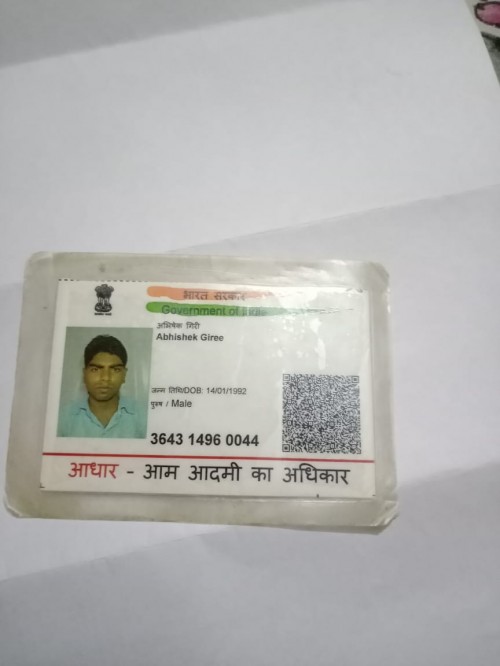 भारत सरकार
Government of India
अभिषेक गिरी
Abhishek Giree
जन्म तिथि/DOB: 14/01/1992
पुरुष / Male
3643 1496 0044
आधार - आम आदमी का अधिकार